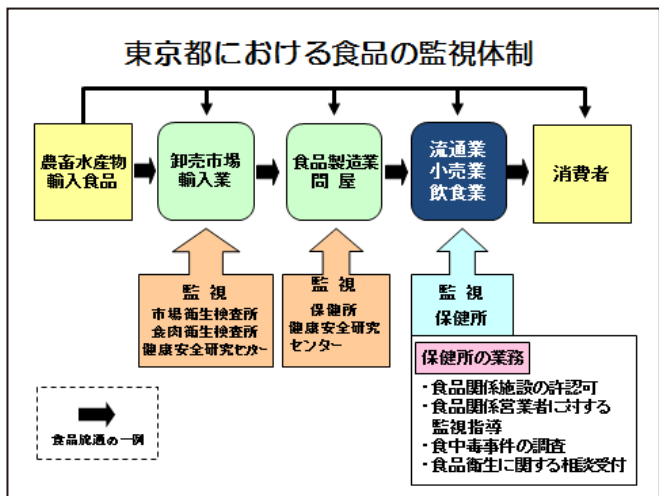 東京都における食品の監視体制
農畜水産物
輸入食品
卸売市場
輸入業
食品製造業
問 屋
流通業
小売業
飲食業
消費者
監 視
市場衛生検査所
食肉衛生検査所
健康安全研究センター
監 視
保健所
健康安全研究
センター
監 視
保健所
保健所の業務
・食品関係施設の許認可
・食品関係営業者に対する
監視指導
・食中毒事件の調査
・食品衛生に関する相談受付
食品流通の一例